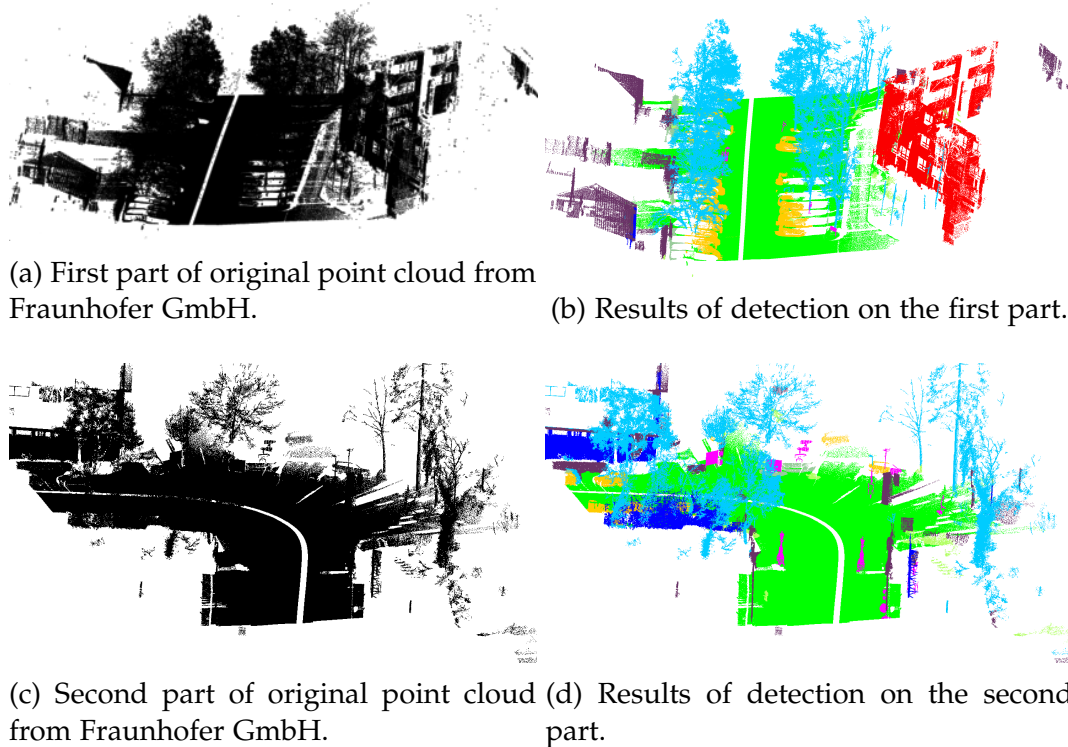 (a) First part of original point cloud from
Fraunhofer GmbH.
(b) Results of detection on the first part.
(c) Second part of original point cloud
from Fraunhofer GmbH.
(d) Results of detection on the second
part.